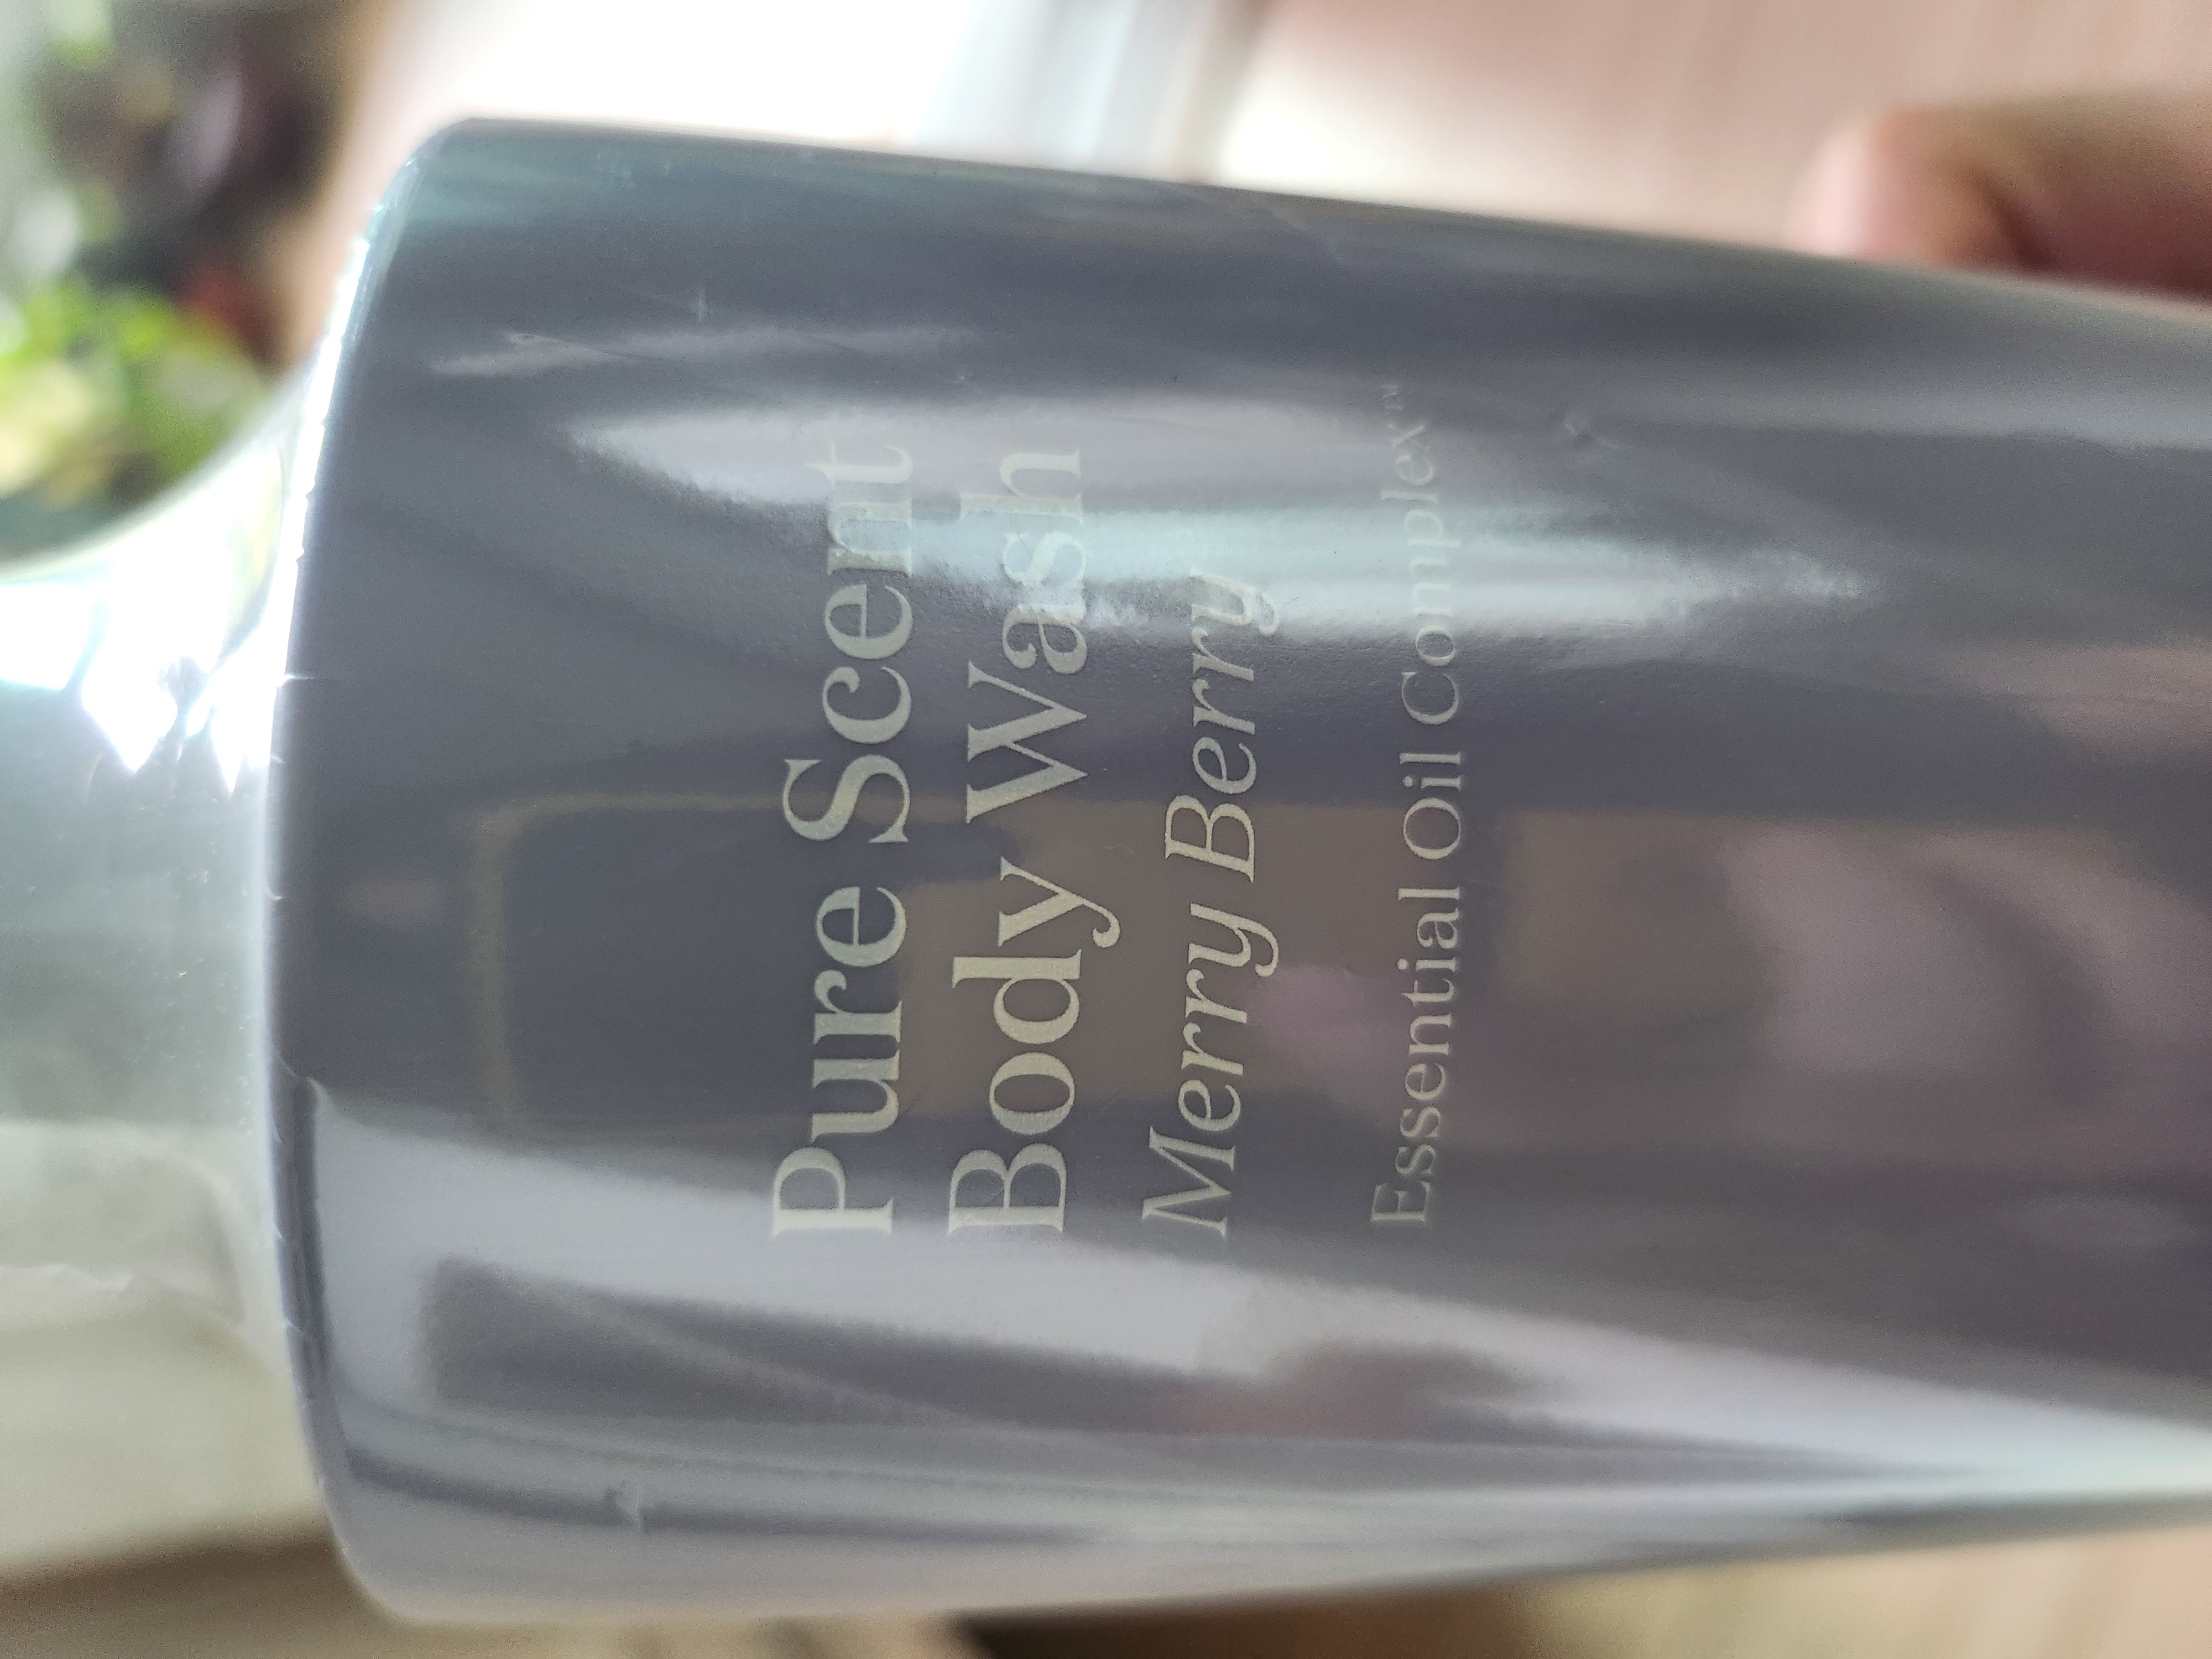 Pure Scent
Body Wash
Merry Berry
Essential Oil Complex™